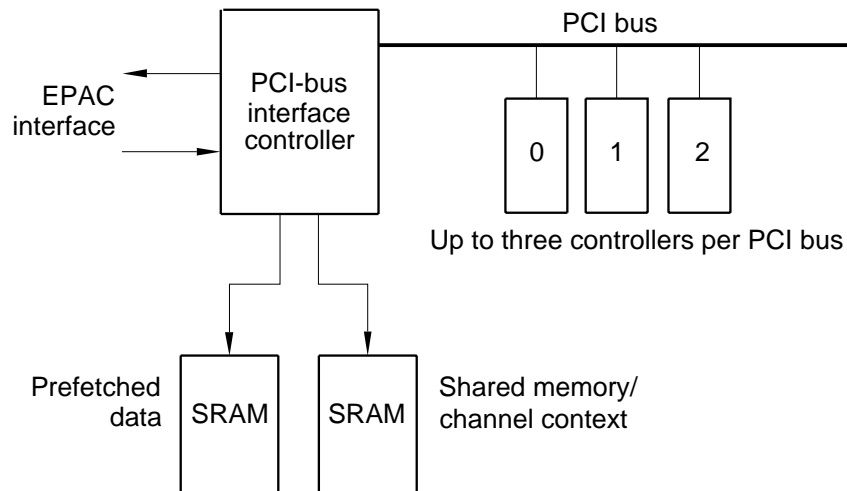 PCI bus
PCI-bus
interface
controller
EPAC
interface
0
1
2
Up to three controllers per PCI bus
Prefetched
data
SRAM
SRAM
Shared memory/
channel context